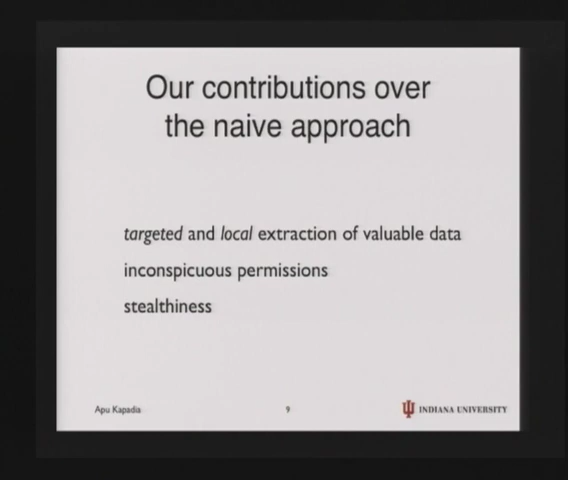 Our contributions over
the naive approach
targeted and local extraction of valuable data
inconspicuous permissions
stealthiness
Apu Kapadia
9
INDIANA UNIVERSITY